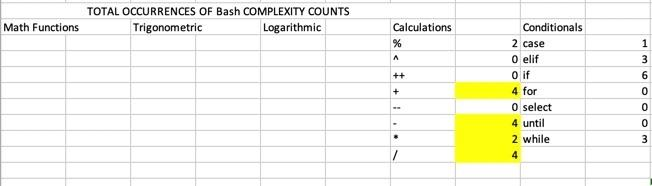 TOTAL OCCURRENCES OF Bash COMPLEXITY COUNTS
Math Functions Trigonometric Logarithmic Calculations Conditionals
% 2 case 1
^ 0 elif 3
++ 0 if 6
+ 4 for 0
-- 0 select 0
- 4 until 0
* 2 while 3
/ 4